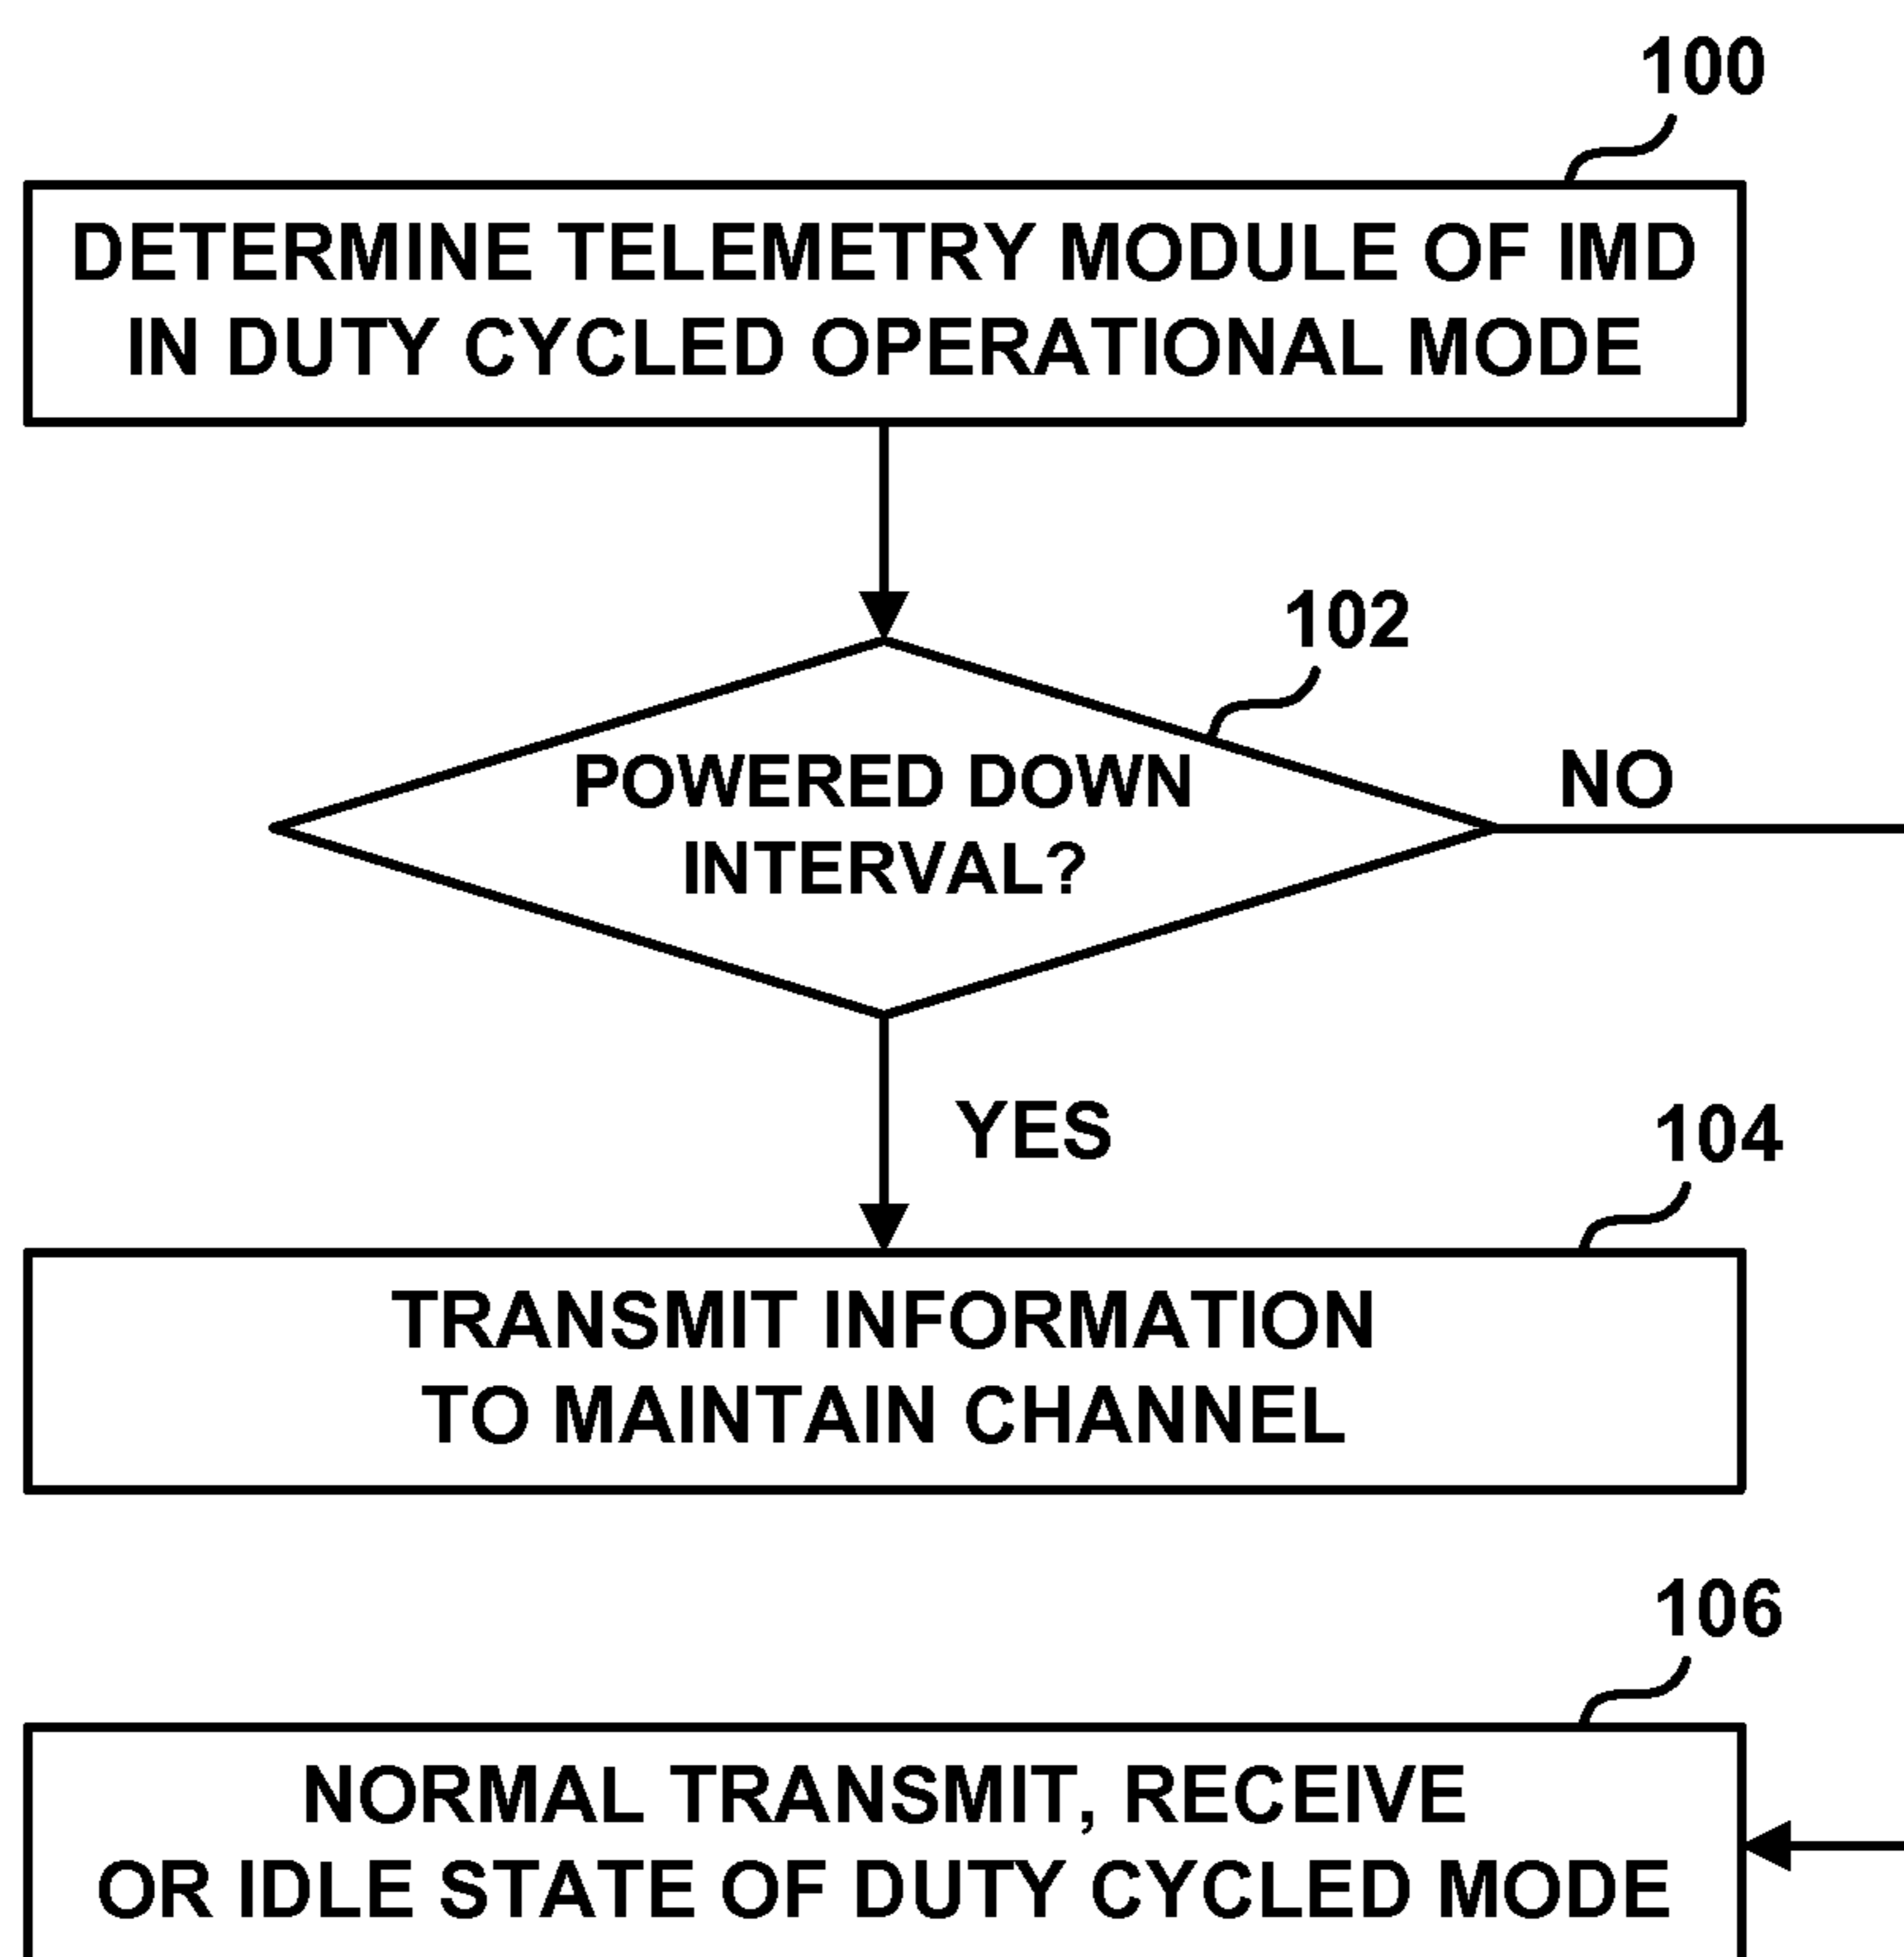 100
DETERMINE TELEMETRY MODULE OF IMD
IN DUTY CYCLED OPERATIONAL MODE
102
POWERED DOWN
INTERVAL?
NO
YES
104
TRANSMIT INFORMATION
TO MAINTAIN CHANNEL
106
NORMAL TRANSMIT, RECEIVE
OR IDLE STATE OF DUTY CYCLED MODE